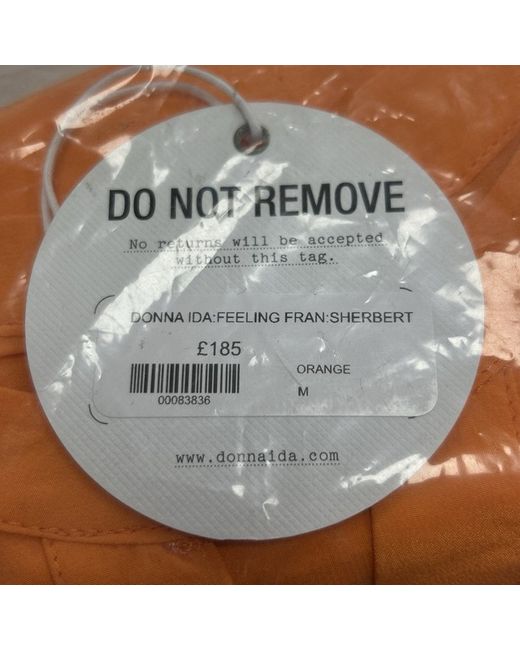 DO NOT REMOVE
No returns will be accepted
without this tag.
DONNA IDA:FEELING FRAN:SHERBERT
£185
ORANGE
00083836
M
www.donnaida.com